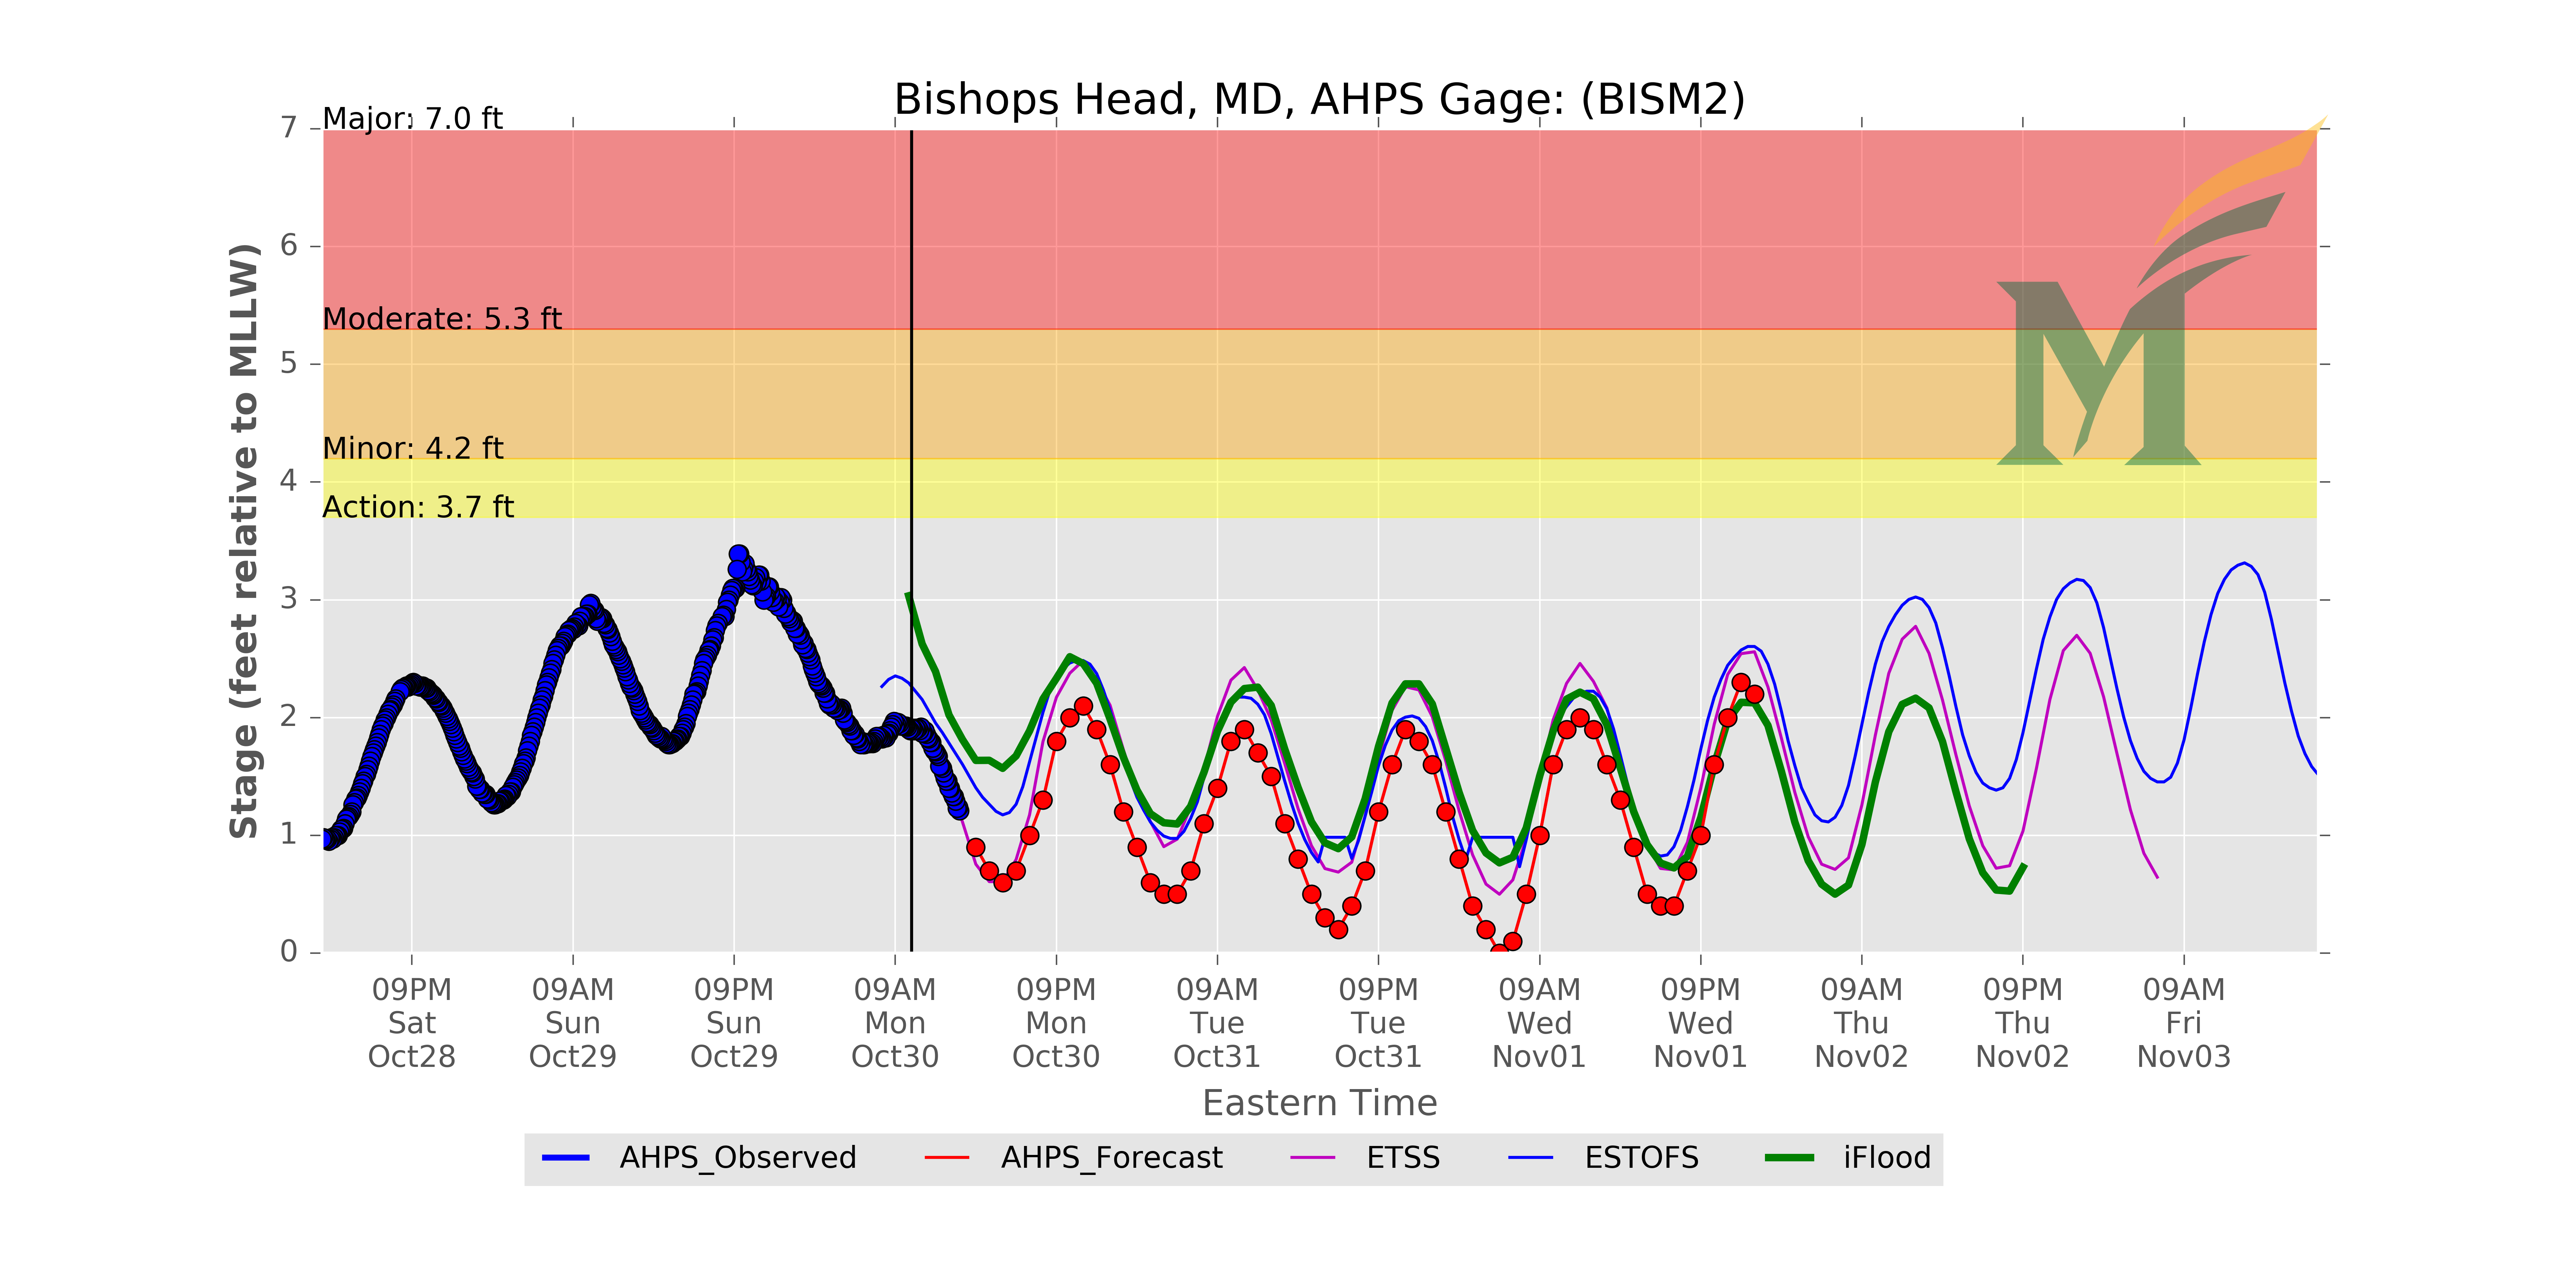 Bishops Head, MD, AHPS Gage: (BISM2)
Major: 7.0 ft
Moderate: 5.3 ft
Minor: 4.2 ft
Action: 3.7 ft
Stage (feet relative to MLLW)
7
6
5
4
3
2
1
0
09PM 09AM 09PM 09AM 09PM 09AM 09PM 09AM 09PM 09AM 09PM 09AM
Sat Sun Sun Mon Mon Tue Tue Wed Wed Thu Thu Fri
Oct28 Oct29 Oct29 Oct30 Oct30 Oct31 Oct31 Nov01 Nov01 Nov02 Nov02 Nov03
Eastern Time
AHPS_Observed AHPS_Forecast ETSS ESTOFS iFlood
M